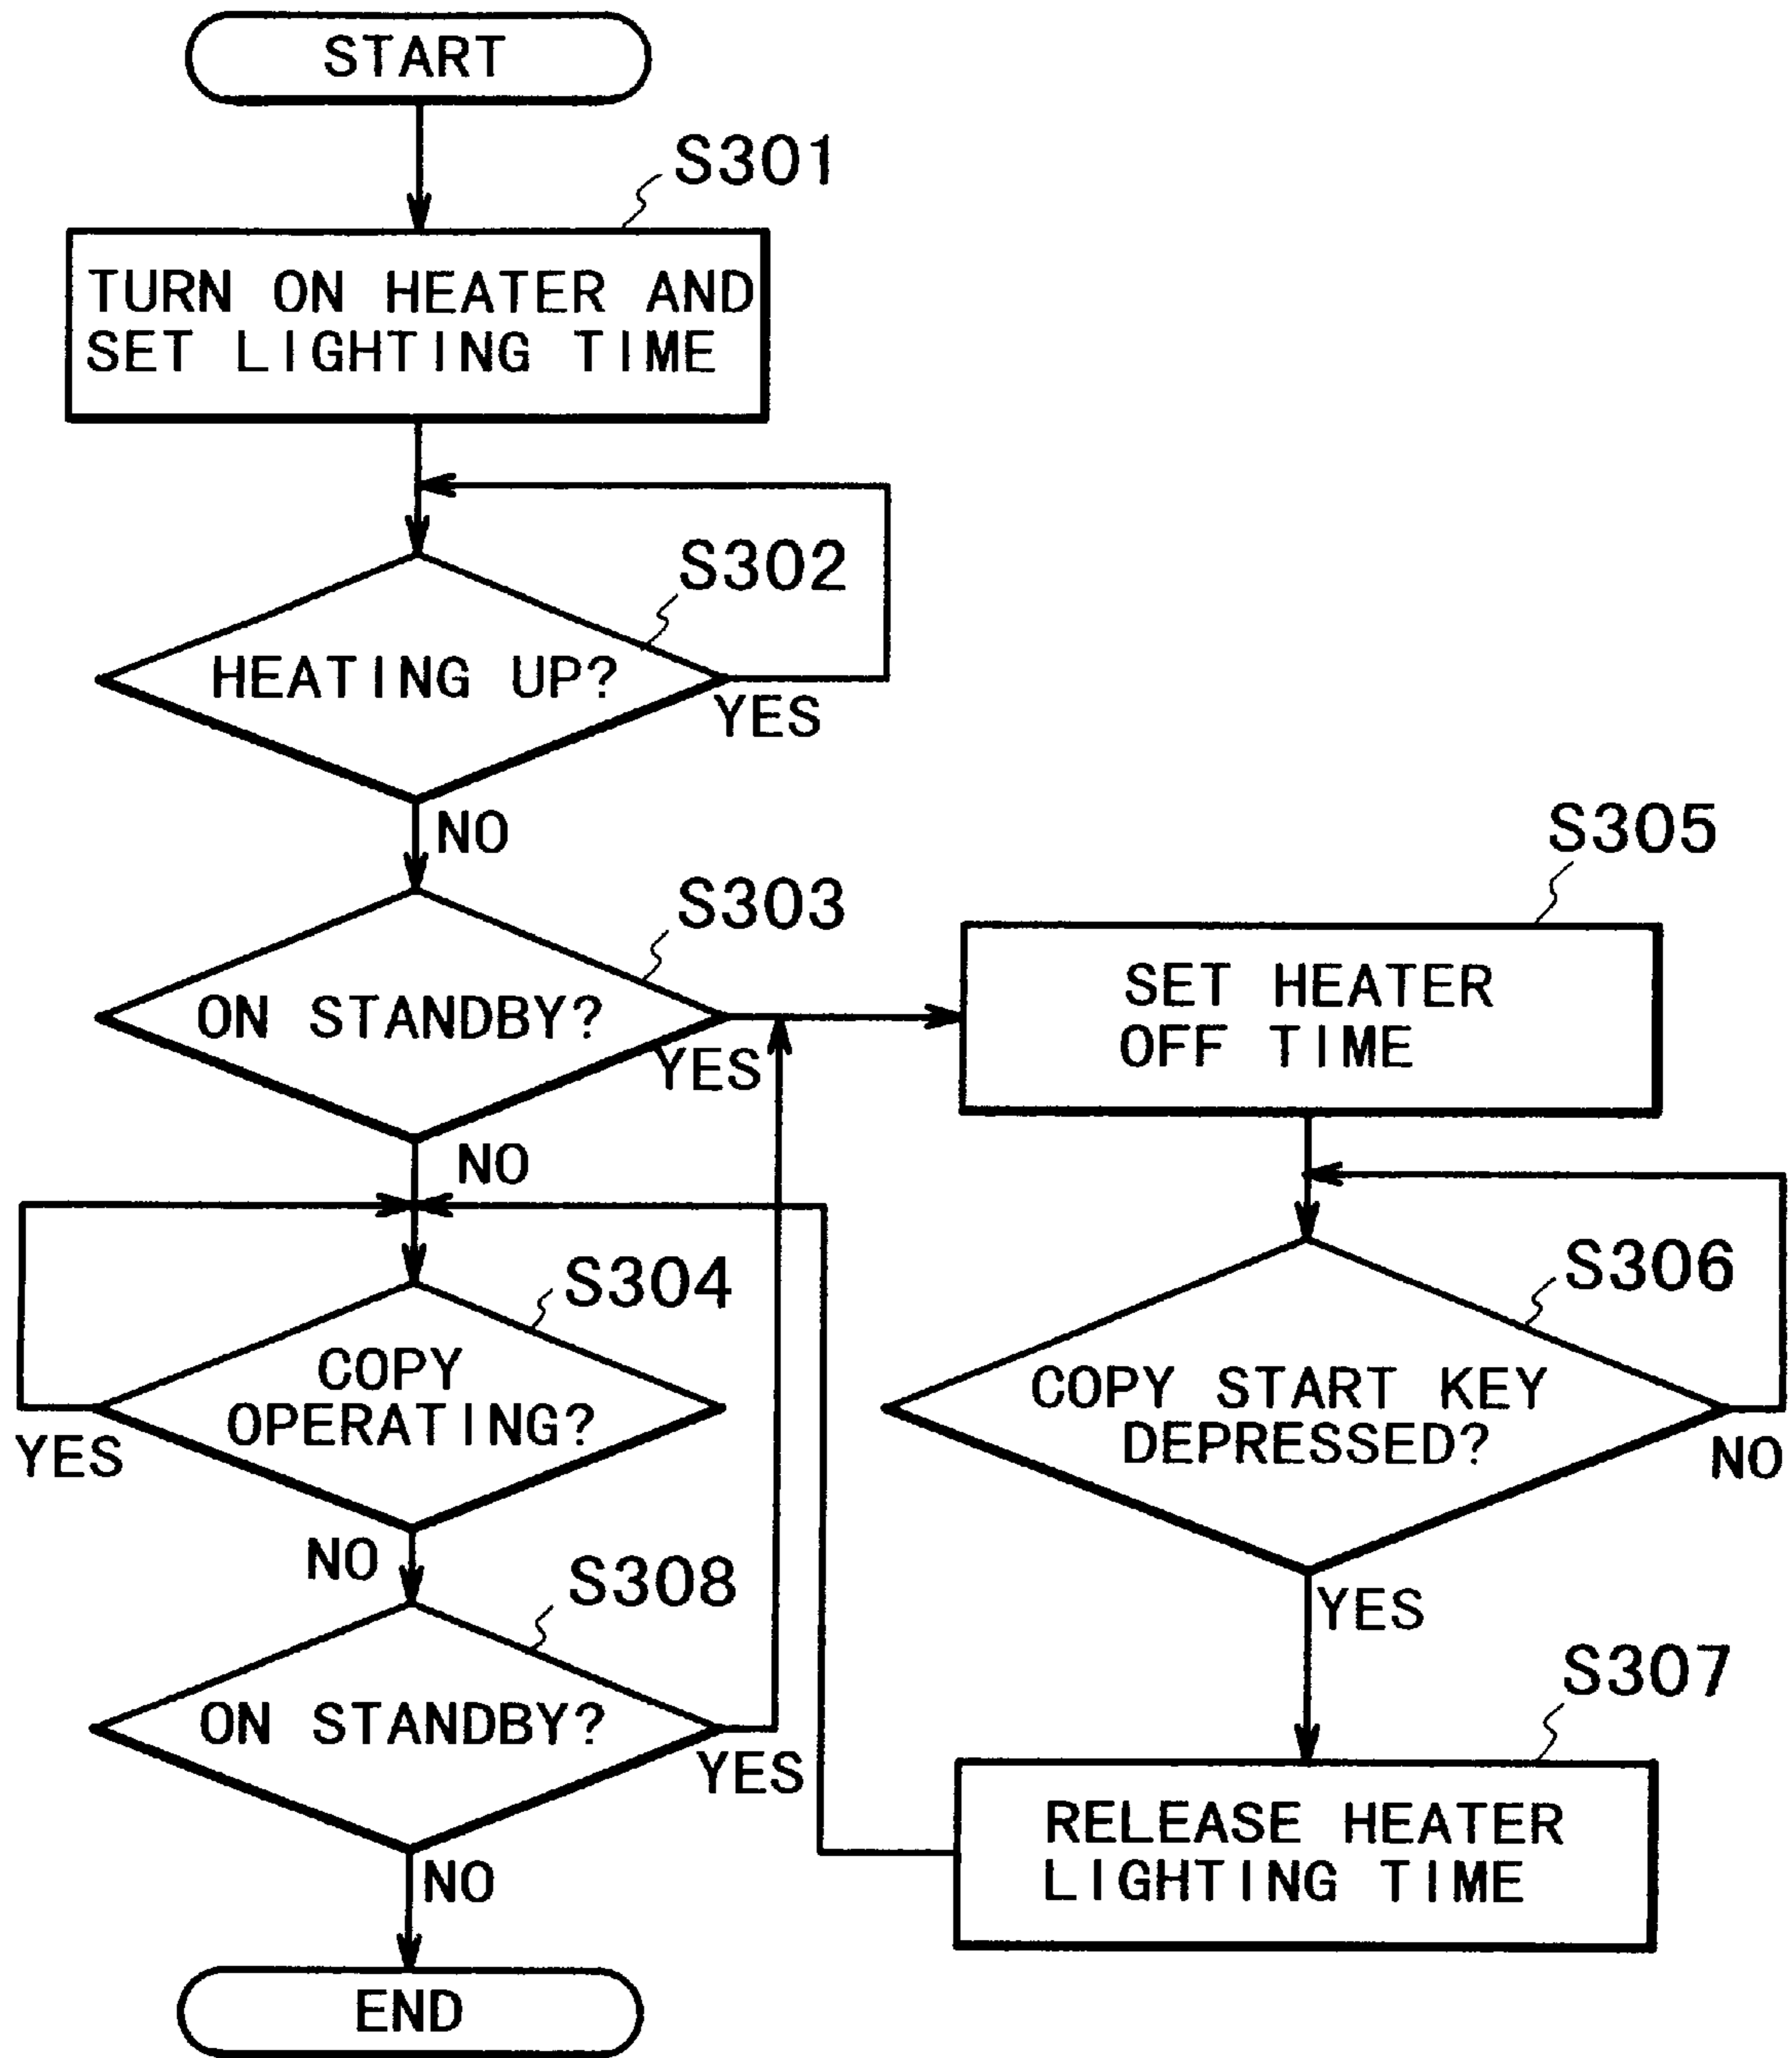 START
S301
TURN ON HEATER AND
SET LIGHTING TIME
S302
HEATING UP?
YES
NO
S303
ON STANDBY?
YES
NO
S305
SET HEATER
OFF TIME
S304
COPY
OPERATING?
YES
NO
S306
COPY START KEY
DEPRESSED?
NO
YES
S308
ON STANDBY?
YES
NO
S307
RELEASE HEATER
LIGHTING TIME
END